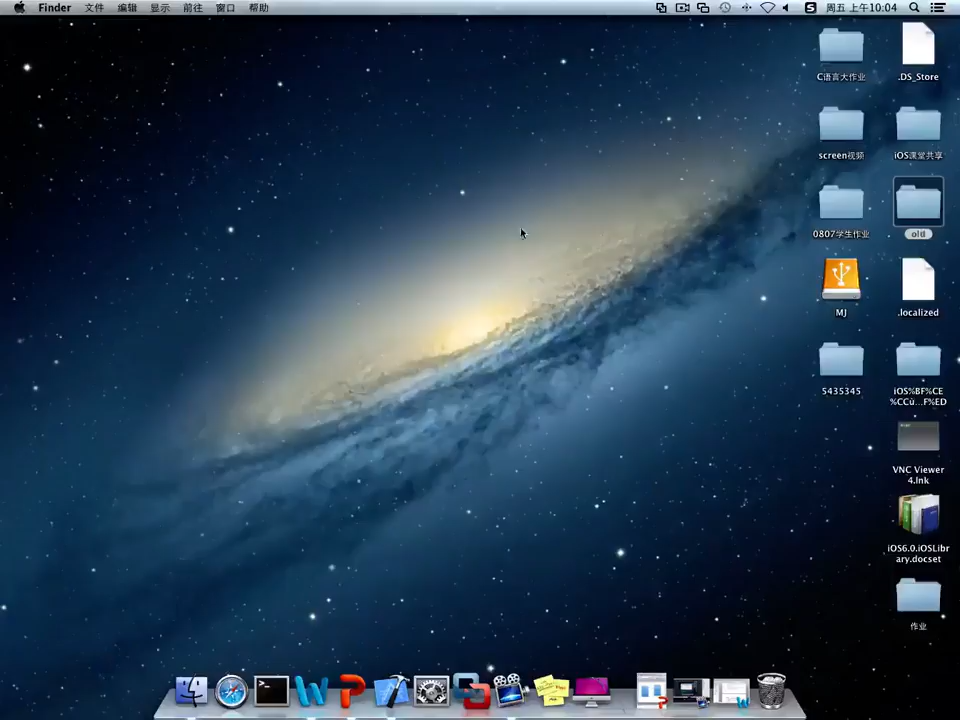 Finder 文件 编辑 显示 前往 窗口 帮助 周五 上午10:04
C语言大作业
.DS_Store
screen视频
iOS课堂共享
0807学生作业
old
MJ
.localized
5435345
iOS%BF%CE
%CCù...F%ED
VNC Viewer
4.lnk
iOS6.0.iOSLibr
ary.docset
作业